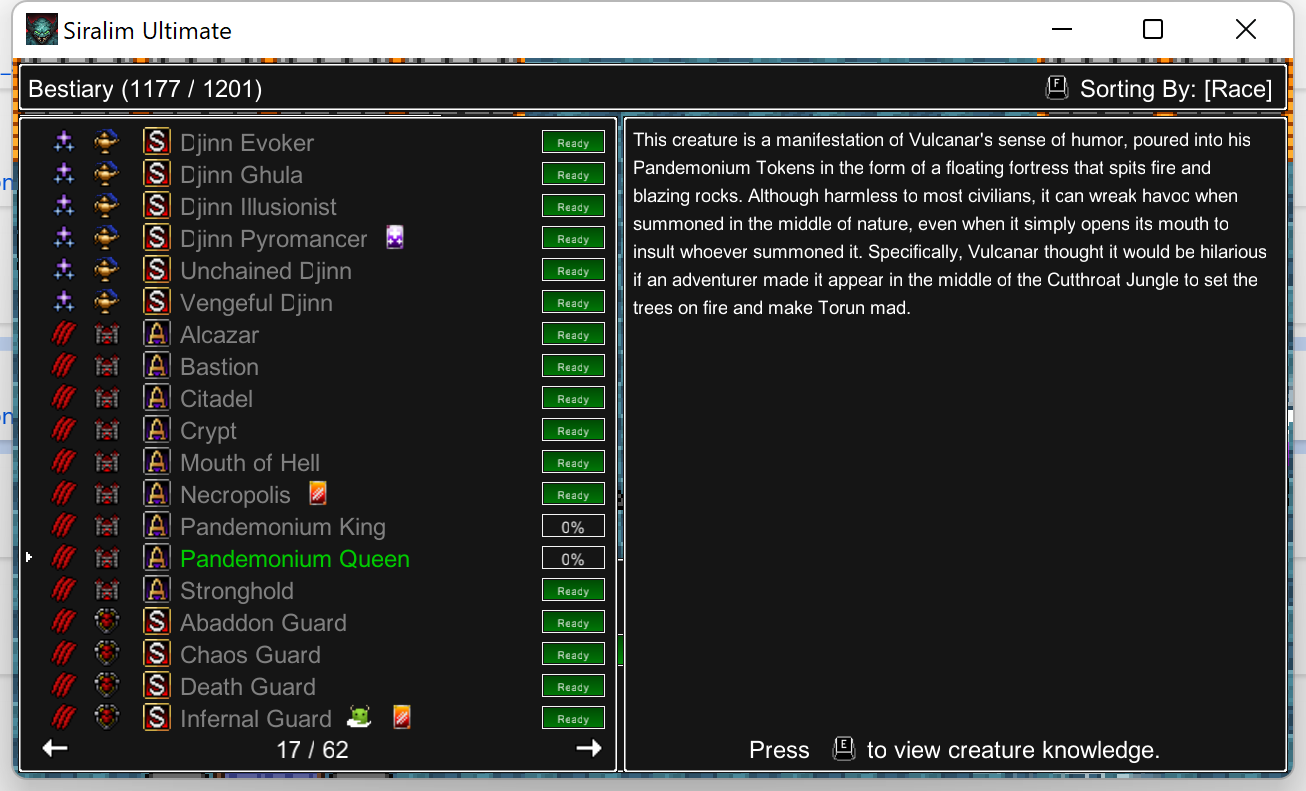 Siralim Ultimate
Bestiary (1177 / 1201)
F Sorting By: [Race]
S Djinn Evoker Ready
S Djinn Ghula Ready
S Djinn Illusionist Ready
S Djinn Pyromancer Ready
S Unchained Djinn Ready
S Vengeful Djinn Ready
A Alcazar Ready
A Bastion Ready
A Citadel Ready
A Crypt Ready
A Mouth of Hell Ready
A Necropolis Ready
A Pandemonium King 0%
A Pandemonium Queen 0%
A Stronghold Ready
S Abaddon Guard Ready
S Chaos Guard Ready
S Death Guard Ready
S Infernal Guard Ready
17 / 62
This creature is a manifestation of Vulcanar's sense of humor, poured into his
Pandemonium Tokens in the form of a floating fortress that spits fire and
blazing rocks. Although harmless to most civilians, it can wreak havoc when
summoned in the middle of nature, even when it simply opens its mouth to
insult whoever summoned it. Specifically, Vulcanar thought it would be hilarious
if an adventurer made it appear in the middle of the Cutthroat Jungle to set the
trees on fire and make Torun mad.
Press E to view creature knowledge.